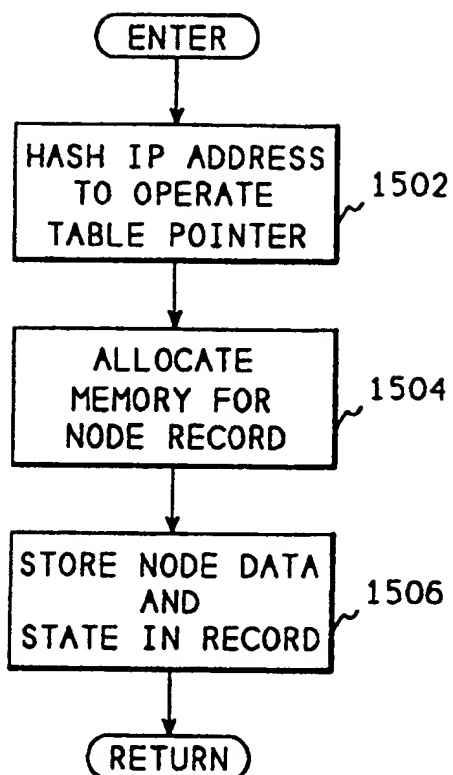 ENTER
HASH IP ADDRESS
TO OPERATE
TABLE POINTER
1502
ALLOCATE
MEMORY FOR
NODE RECORD
1504
STORE NODE DATA
AND
STATE IN RECORD
1506
RETURN